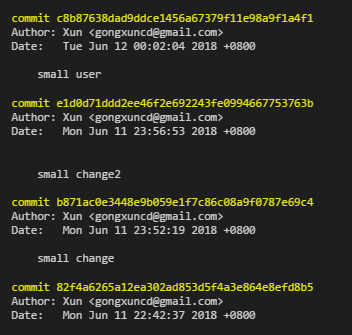 commit c8b87638dad9ddce1456a67379f11e98a9f1a4f1
Author: Xun <gongxuncd@gmail.com>
Date:   Tue Jun 12 00:02:04 2018 +0800
small user
commit e1d0d71ddd2ee46f2e692243fe0994667753763b
Author: Xun <gongxuncd@gmail.com>
Date:   Mon Jun 11 23:56:53 2018 +0800
small change2
commit b871ac0e3448e9b059e1f7c86c08a9f0787e69c4
Author: Xun <gongxuncd@gmail.com>
Date:   Mon Jun 11 23:52:19 2018 +0800
small change
commit 82f4a6265a12ea302ad853d5f4a3e864e8efd8b5
Author: Xun <gongxuncd@gmail.com>
Date:   Mon Jun 11 22:42:37 2018 +0800